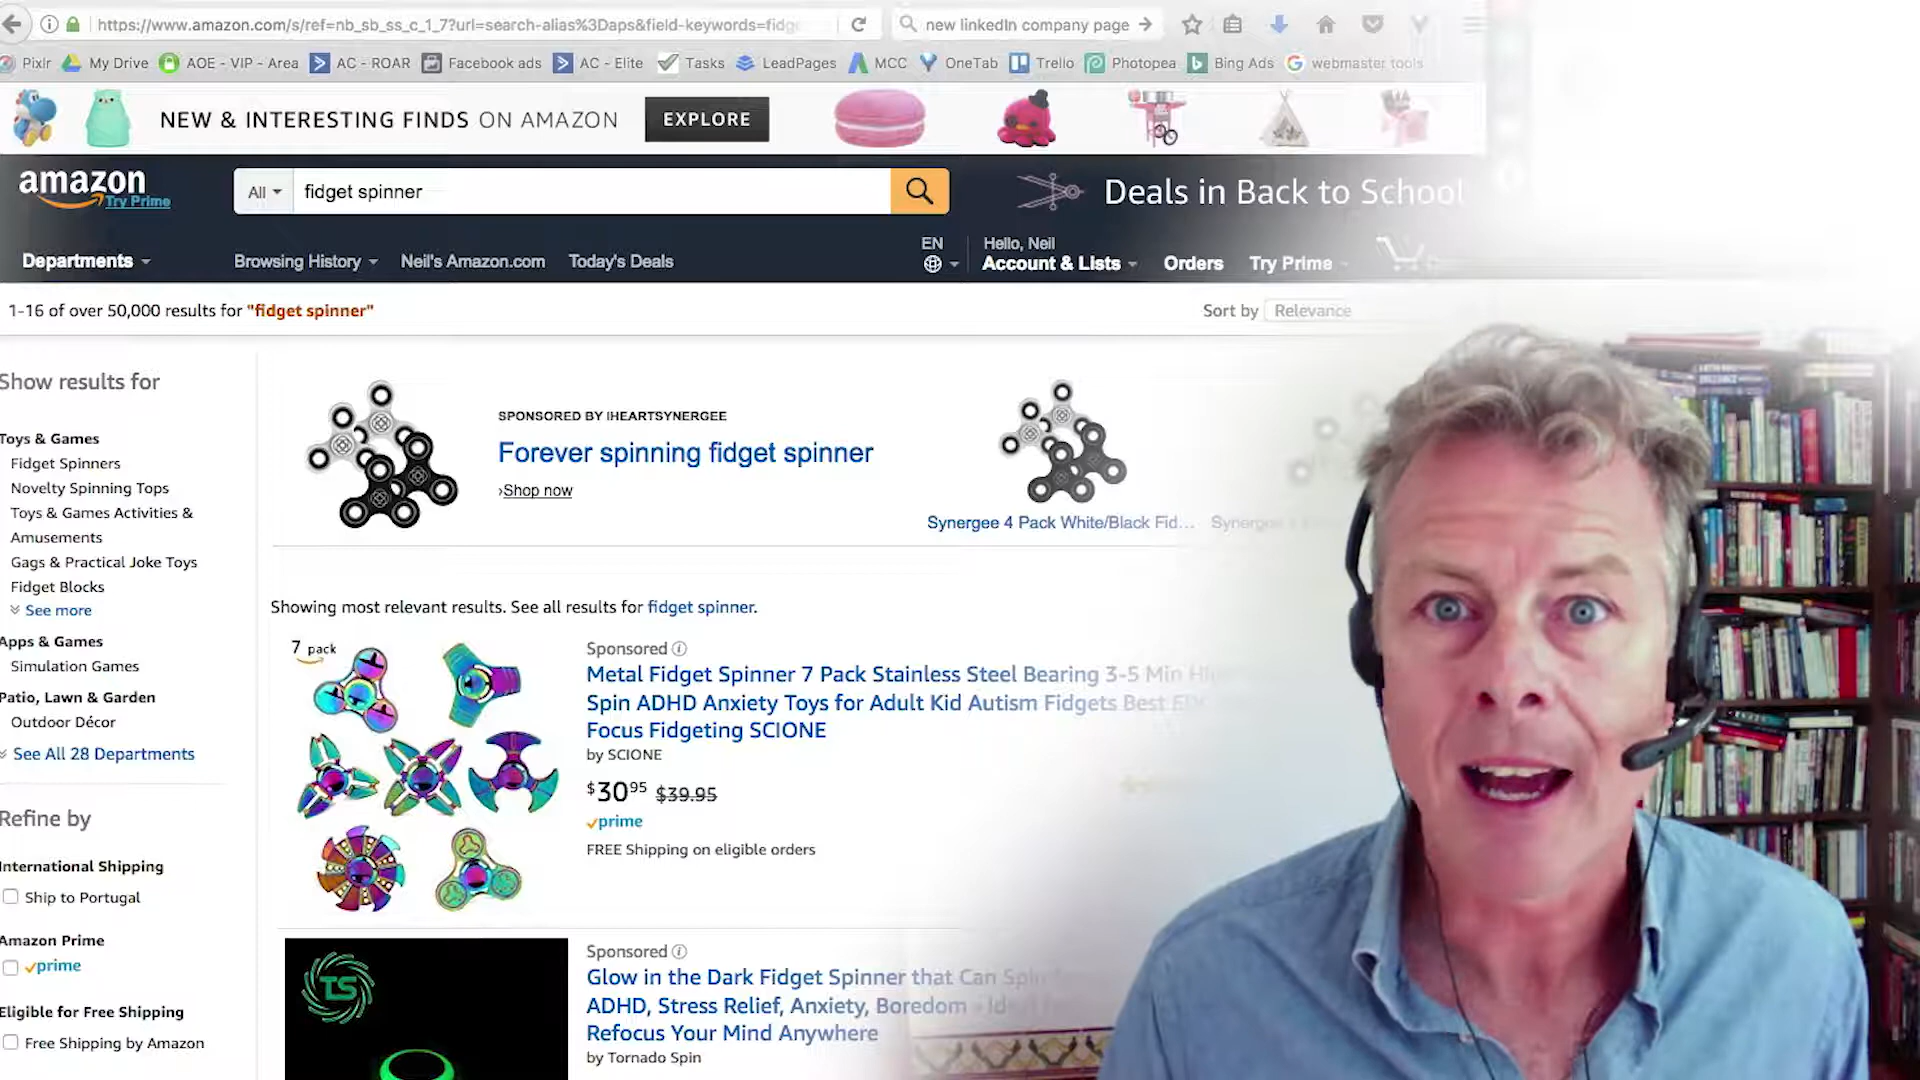 https://www.amazon.com/s/ref=nb_sb_ss_c_1_7?url=search-alias%3Daps&field-keywords=fidge
new linkedIn company page
Pixlr My Drive AOE - VIP - Area AC - ROAR Facebook ads AC - Elite Tasks LeadPages MCC OneTab Trello Photopea Bing Ads webmaster tools
NEW & INTERESTING FINDS ON AMAZON EXPLORE
amazon
Try Prime
All fidget spinner
Deals in Back to School
Departments Browsing History Neil's Amazon.com Today's Deals
EN
Hello, Neil
Account & Lists Orders Try Prime
1-16 of over 50,000 results for "fidget spinner"
Sort by Relevance
Show results for
Toys & Games
Fidget Spinners
Novelty Spinning Tops
Toys & Games Activities &
Amusements
Gags & Practical Joke Toys
Fidget Blocks
See more
Apps & Games
Simulation Games
Patio, Lawn & Garden
Outdoor Décor
See All 28 Departments
Refine by
International Shipping
Ship to Portugal
Amazon Prime
prime
Eligible for Free Shipping
Free Shipping by Amazon
SPONSORED BY IHEARTSYNERGEE
Forever spinning fidget spinner
›Shop now
Synergee 4 Pack White/Black Fid...
Synergee
Showing most relevant results. See all results for fidget spinner.
7 pack
Sponsored
Metal Fidget Spinner 7 Pack Stainless Steel Bearing 3-5 Min
Spin ADHD Anxiety Toys for Adult Kid Autism Fidgets Best EDC
Focus Fidgeting SCIONE
by SCIONE
$30.95 $39.95
prime
FREE Shipping on eligible orders
TS
Sponsored
Glow in the Dark Fidget Spinner that Can
ADHD, Stress Relief, Anxiety, Boredom -
Refocus Your Mind Anywhere
by Tornado Spin